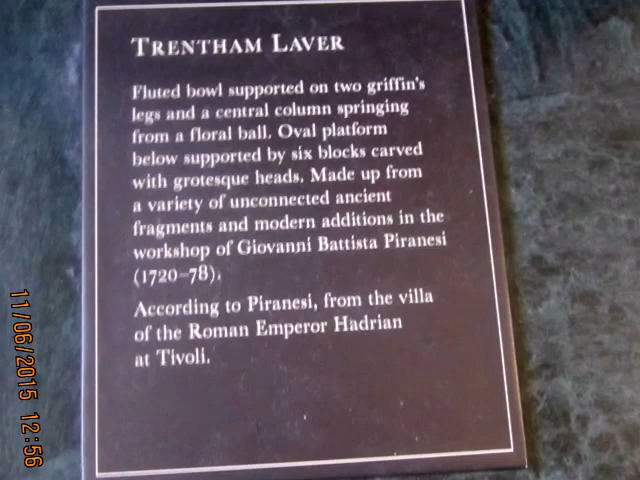 TRENTHAM LAVER
Fluted bowl supported on two griffin's
legs and a central column springing
from a floral ball. Oval platform
below supported by six blocks carved
with grotesque heads. Made up from
a variety of unconnected ancient
fragments and modern additions in the
workshop of Giovanni Battista Piranesi
(1720–78).
According to Piranesi, from the villa
of the Roman Emperor Hadrian
at Tivoli.
11/06/2015 12:56